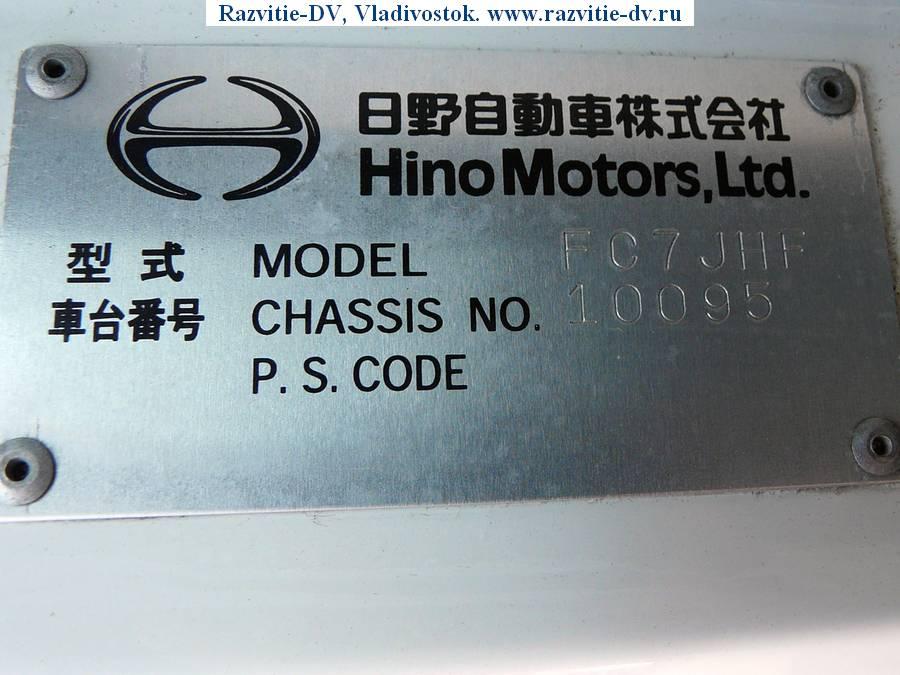 Razvitie-DV, Vladivostok. www.razvitie-dv.ru
日野自動車株式会社
Hino Motors, Ltd.
型式 MODEL FC7JHF
車台番号 CHASSIS NO. 10095
P. S. CODE